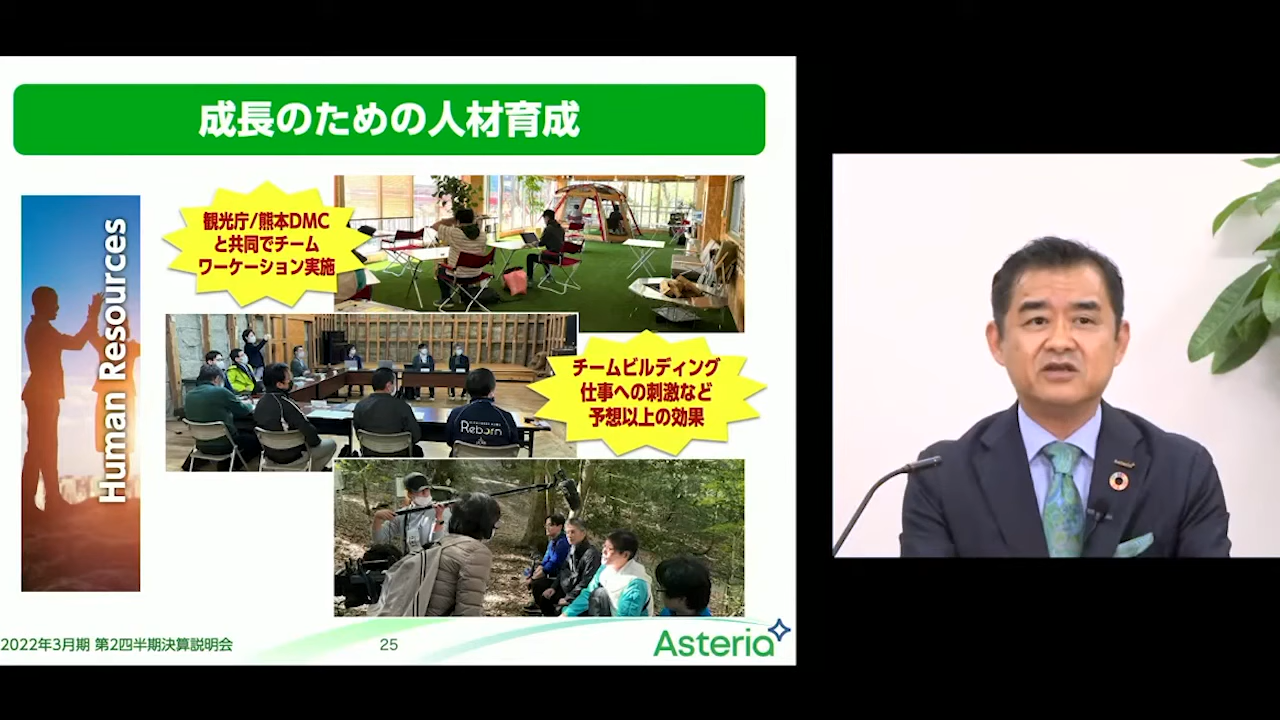 成長のための人材育成
Human Resources
観光庁/熊本DMC
と共同でチーム
ワーケーション実施
チームビルディング
仕事への刺激など
予想以上の効果
Reborn
2022年3月期 第2四半期決算説明会
25
Asteria